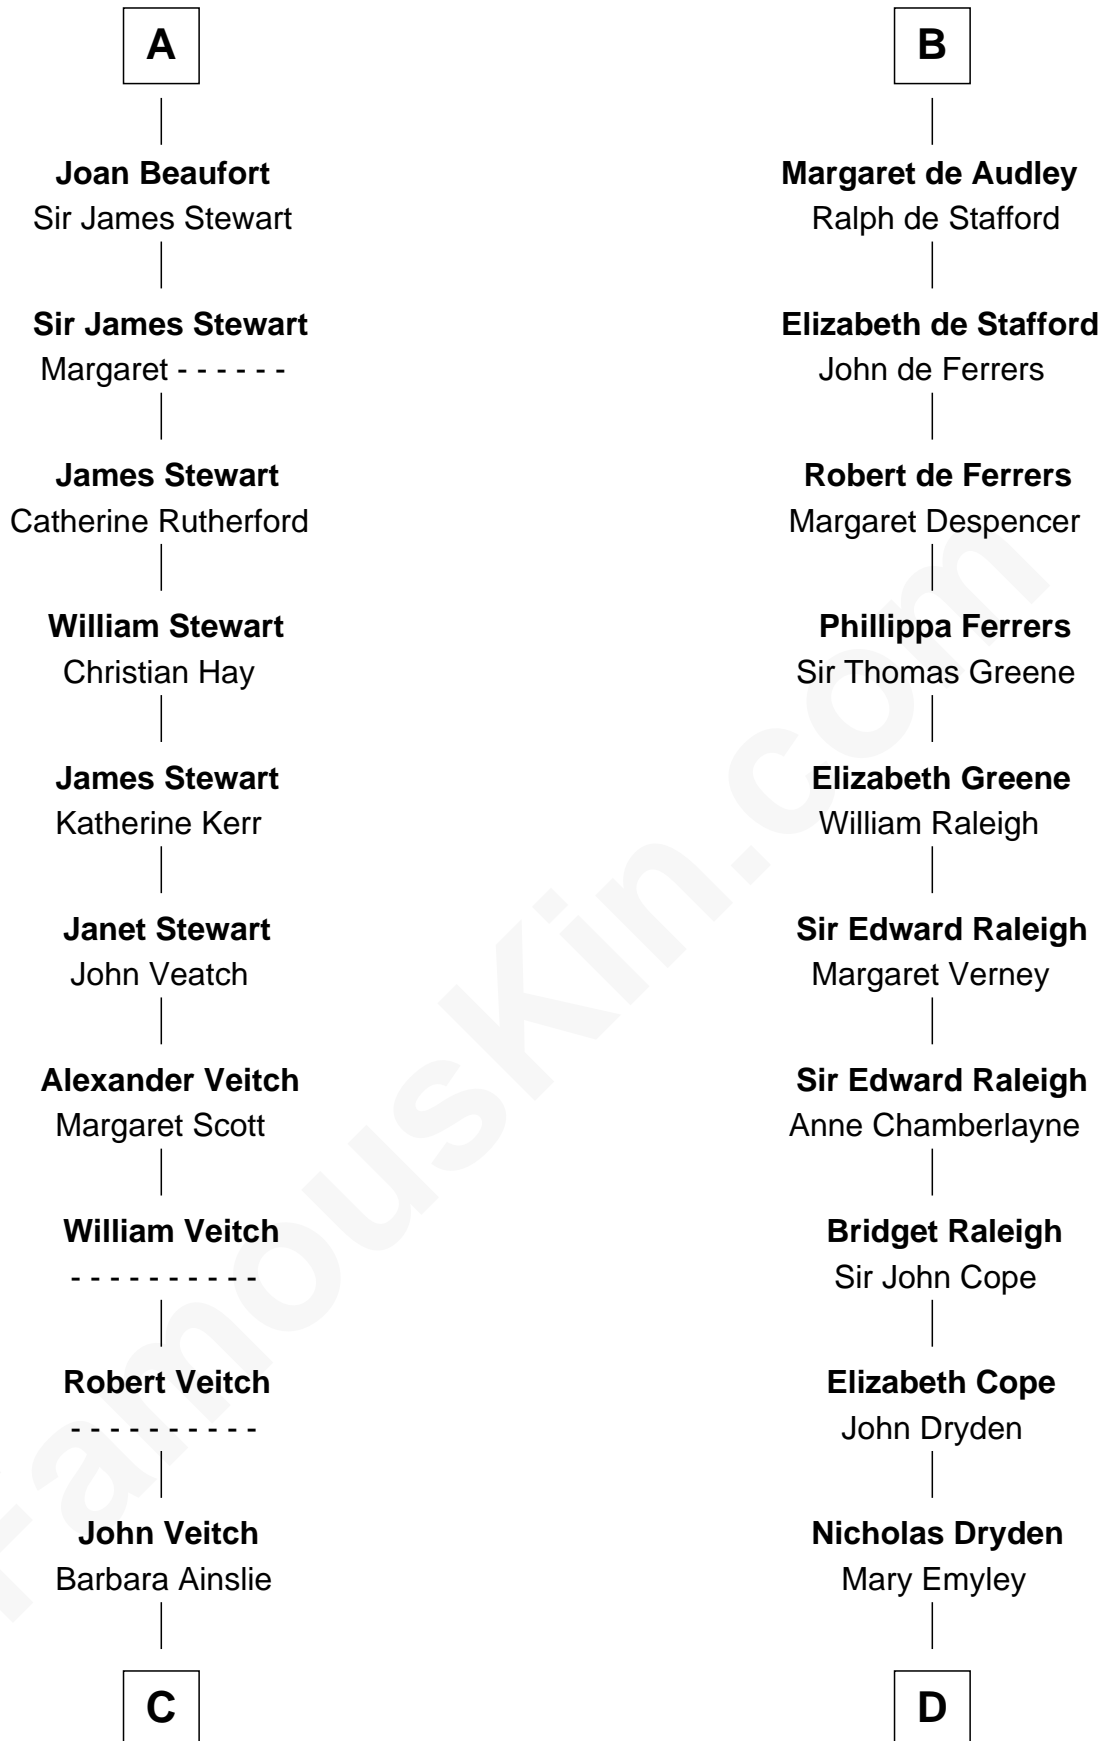 A
Joan Beaufort
Sir James Stewart
Sir James Stewart
Margaret - - - - - -
James Stewart
Catherine Rutherford
William Stewart
Christian Hay
James Stewart
Katherine Kerr
Janet Stewart
John Veatch
Alexander Veitch
Margaret Scott
William Veitch
- - - - - - - - - -
Robert Veitch
- - - - - - - - - -
John Veitch
Barbara Ainslie
C
B
Margaret de Audley
Ralph de Stafford
Elizabeth de Stafford
John de Ferrers
Robert de Ferrers
Margaret Despencer
Phillippa Ferrers
Sir Thomas Greene
Elizabeth Greene
William Raleigh
Sir Edward Raleigh
Margaret Verney
Sir Edward Raleigh
Anne Chamberlayne
Bridget Raleigh
Sir John Cope
Elizabeth Cope
John Dryden
Nicholas Dryden
Mary Emyley
D
FamousKin.com